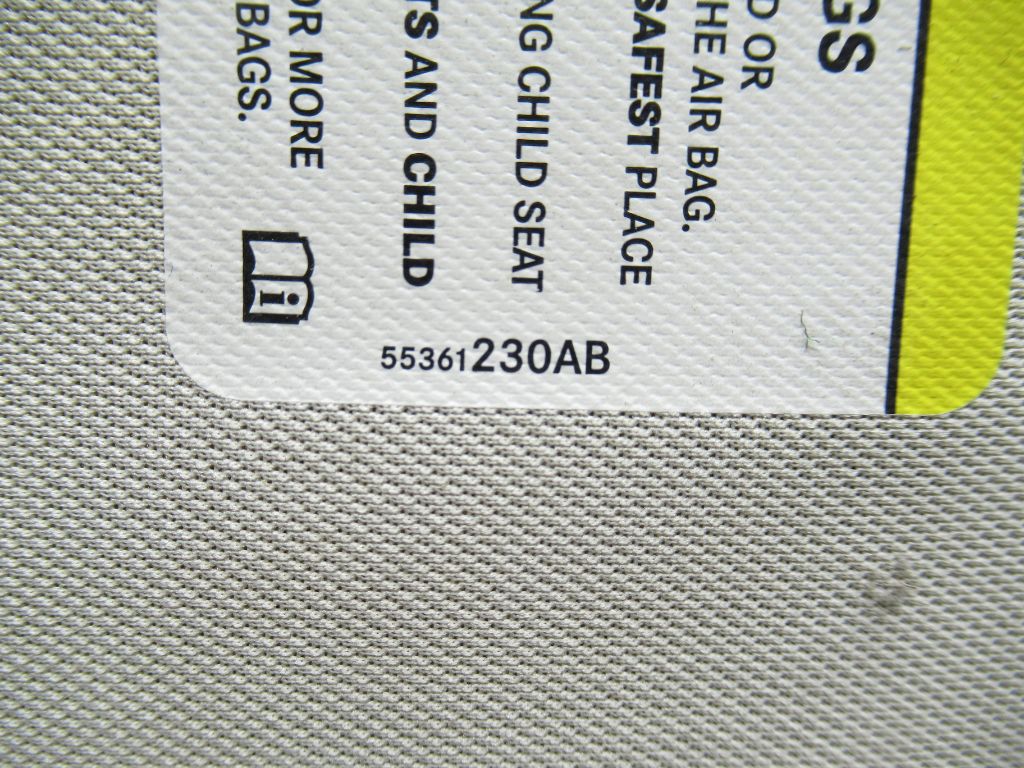 GS
D OR
HE AIR BAG.
SAFEST PLACE
NG CHILD SEAT
TS AND CHILD
OR MORE
BAGS.
i
55361230AB